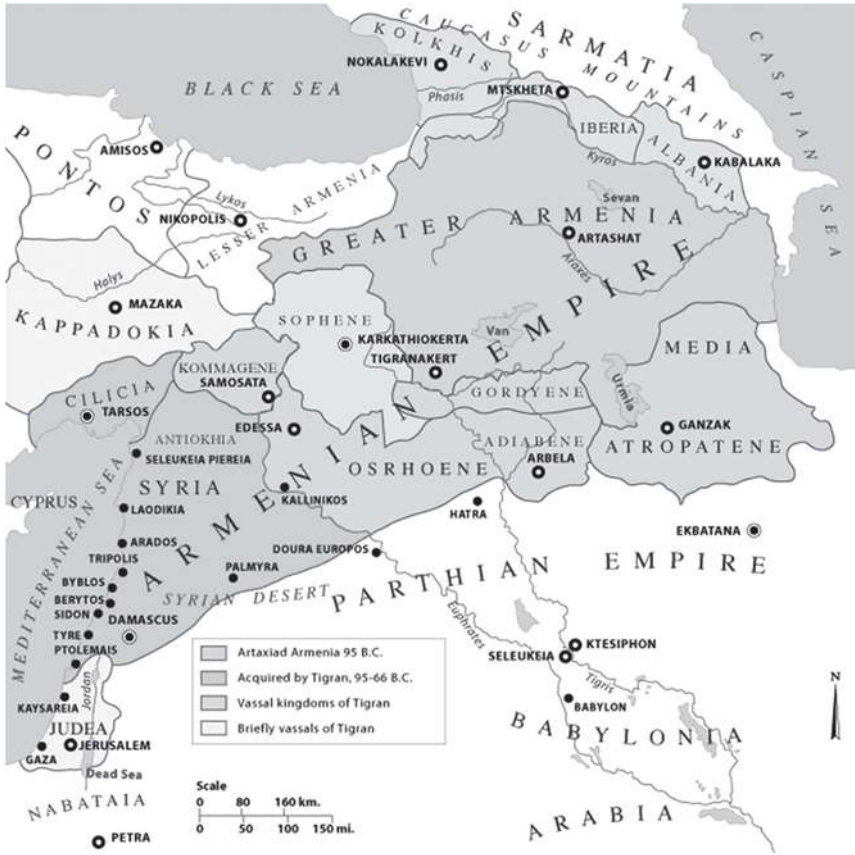 SARMATIA
CAUCASUS MOUNTAINS
KOLKHIS
NOKALAKEVI
BLACK SEA
Phasis
MTSKHETA
CASPIAN SEA
IBERIA
ALBANIA
KABALAKA
Kyros
PONTOS
AMISOS
Lykos
NIKOPOLIS
LESSER ARMENIA
GREATER ARMENIA
Sevan
ARTASHAT
Araxes
Halys
MAZAKA
KAPPADOKIA
SOPHENE
KARKATHIOKERTA
TIGRANAKERT
Van
ARMENIAN EMPIRE
MEDIA
ATROPATENE
Urmia
GANZAK
KOMMAGENE
SAMOSATA
CILICIA
TARSOS
GORDYENE
EDESSA
ADIABENE
ARBELA
ANTIOKHIA
SELEUKEIA PIEREIA
OSRHOENE
SYRIA
KALLINIKOS
HATRA
CYPRUS
MEDITERRANEAN SEA
LAODIKIA
ARADOS
TRIPOLIS
BYBLOS
BERYTOS
SIDON
DAMASCUS
TYRE
PTOLEMAIS
PALMYRA
SYRIAN DESERT
DOURA EUROPOS
EKBATANA
PARTHIAN EMPIRE
Euphrates
KTESIPHON
SELEUKEIA
Tigris
BABYLON
BABYLONIA
KAYSAREIA
Jordan
JUDEA
JERUSALEM
GAZA
Dead Sea
NABATAIA
PETRA
ARABIA
Artaxiad Armenia 95 B.C.
Acquired by Tigran, 95-66 B.C.
Vassal kingdoms of Tigran
Briefly vassals of Tigran
Scale
0 80 160 km.
0 50 100 150 mi.
N